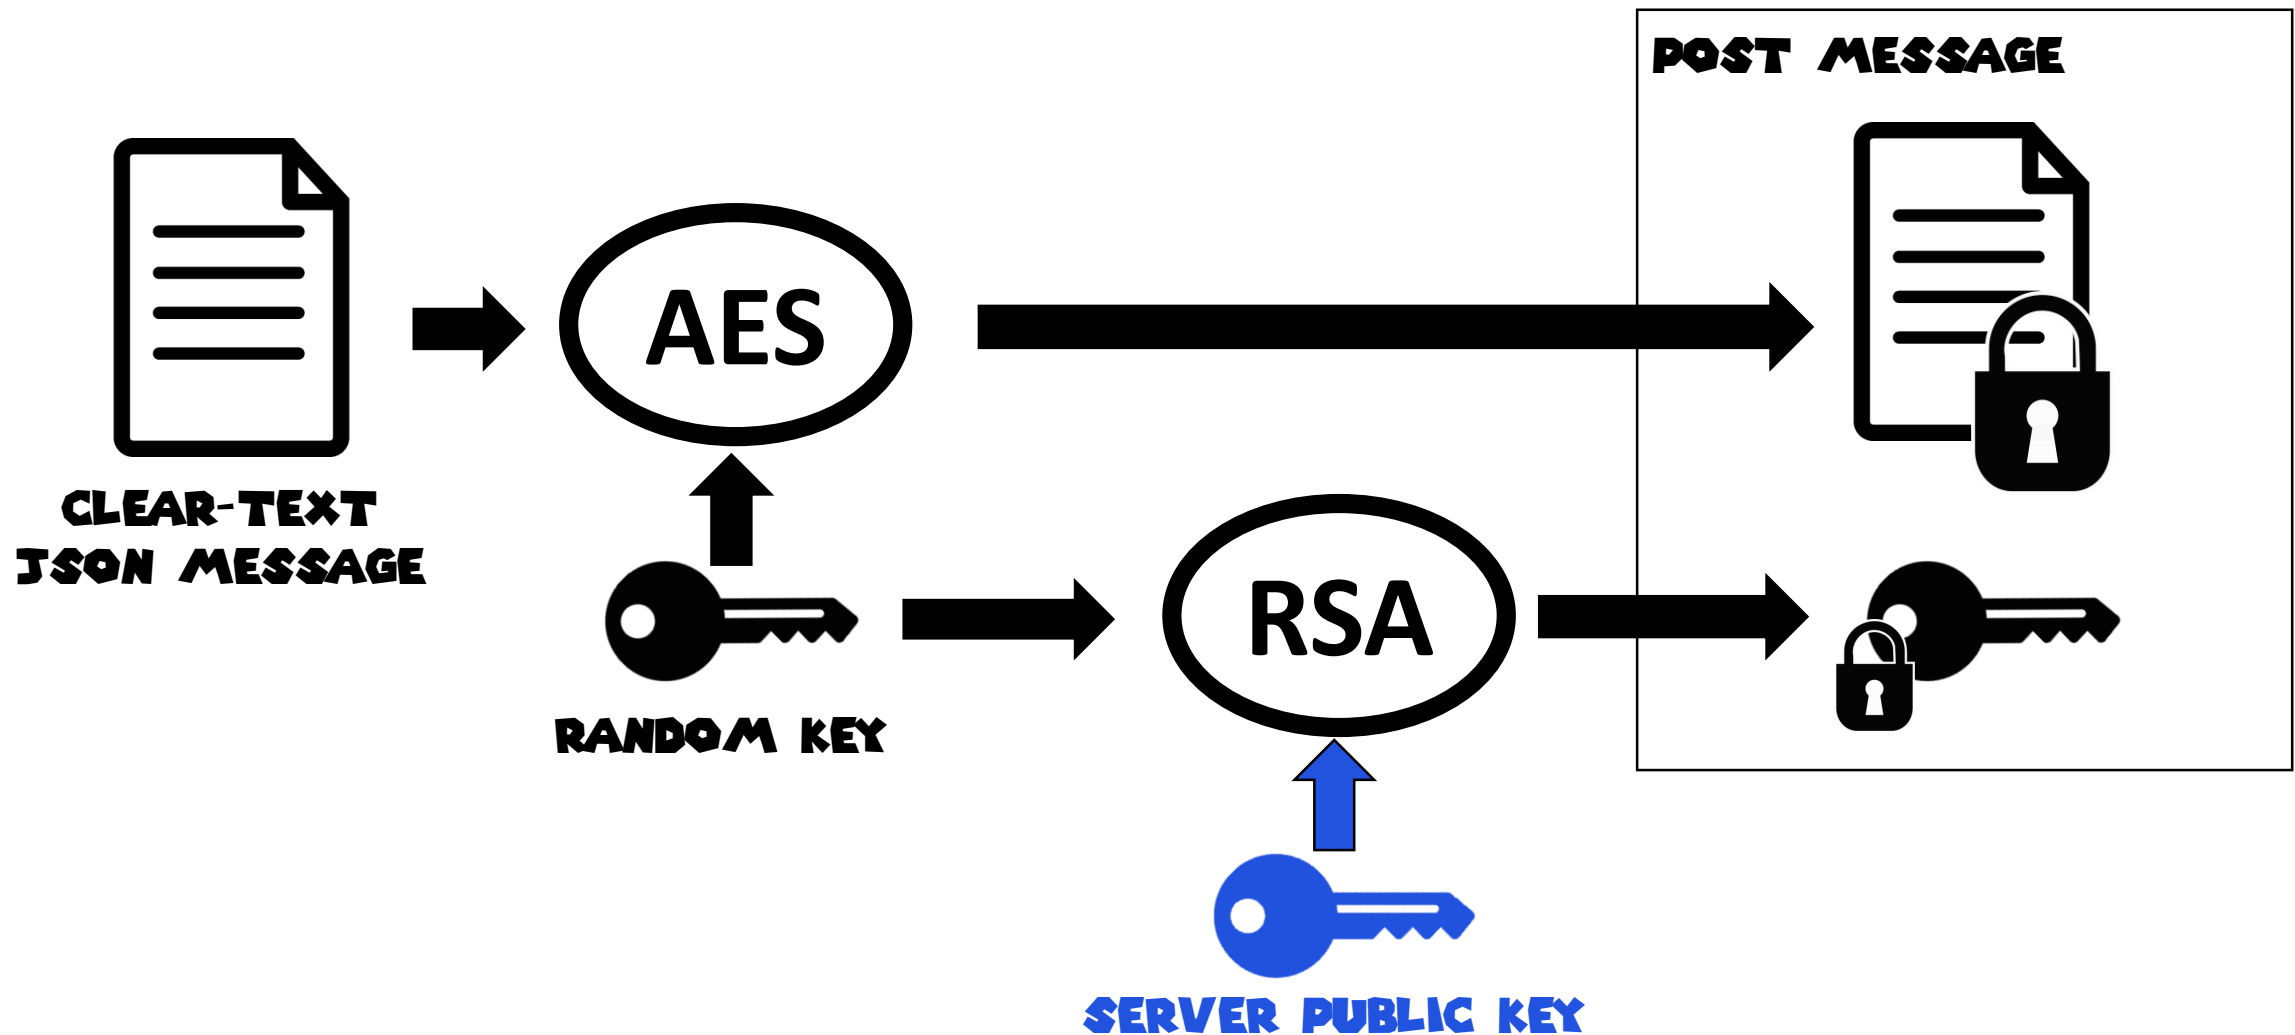 POST MESSAGE
AES
CLEAR-TEXT
JSON MESSAGE
RSA
RANDOM KEY
SERVER PUBLIC KEY